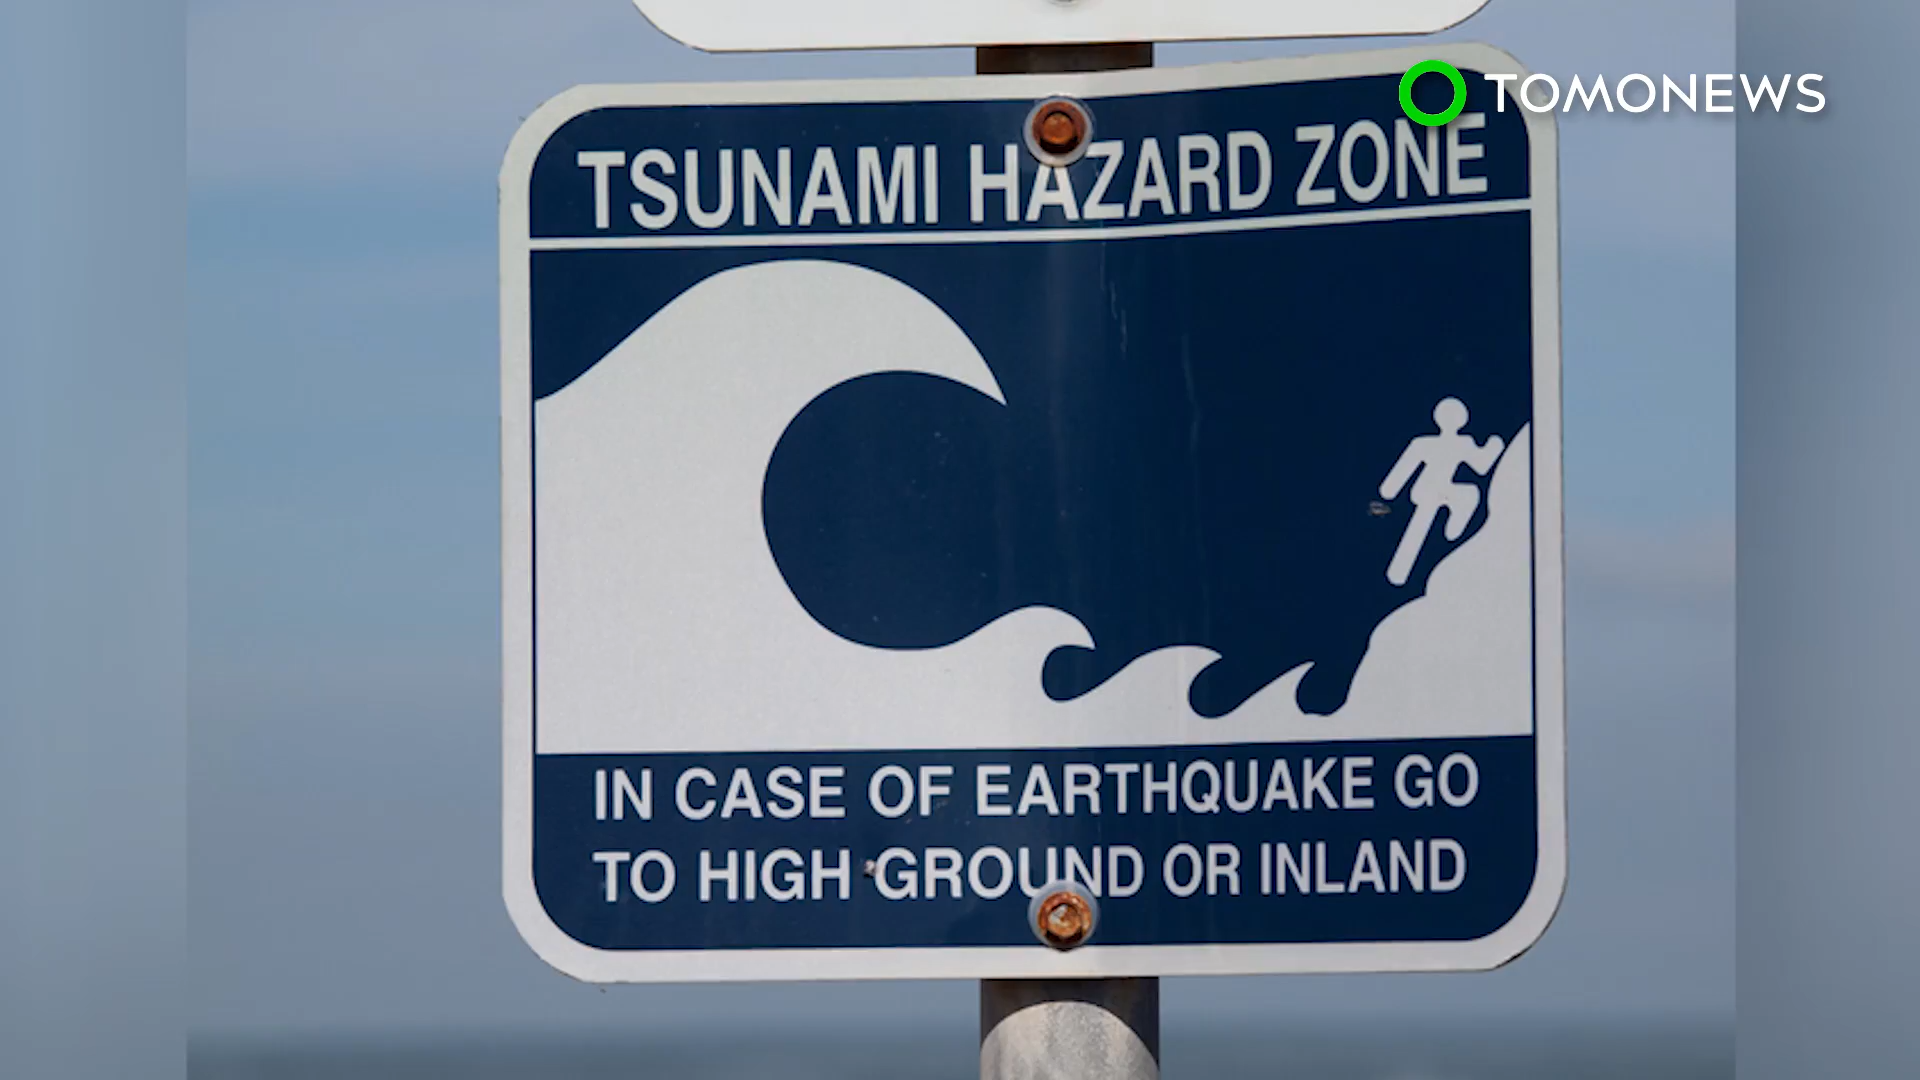 TOMONEWS
TSUNAMI HAZARD ZONE
IN CASE OF EARTHQUAKE GO
TO HIGH GROUND OR INLAND